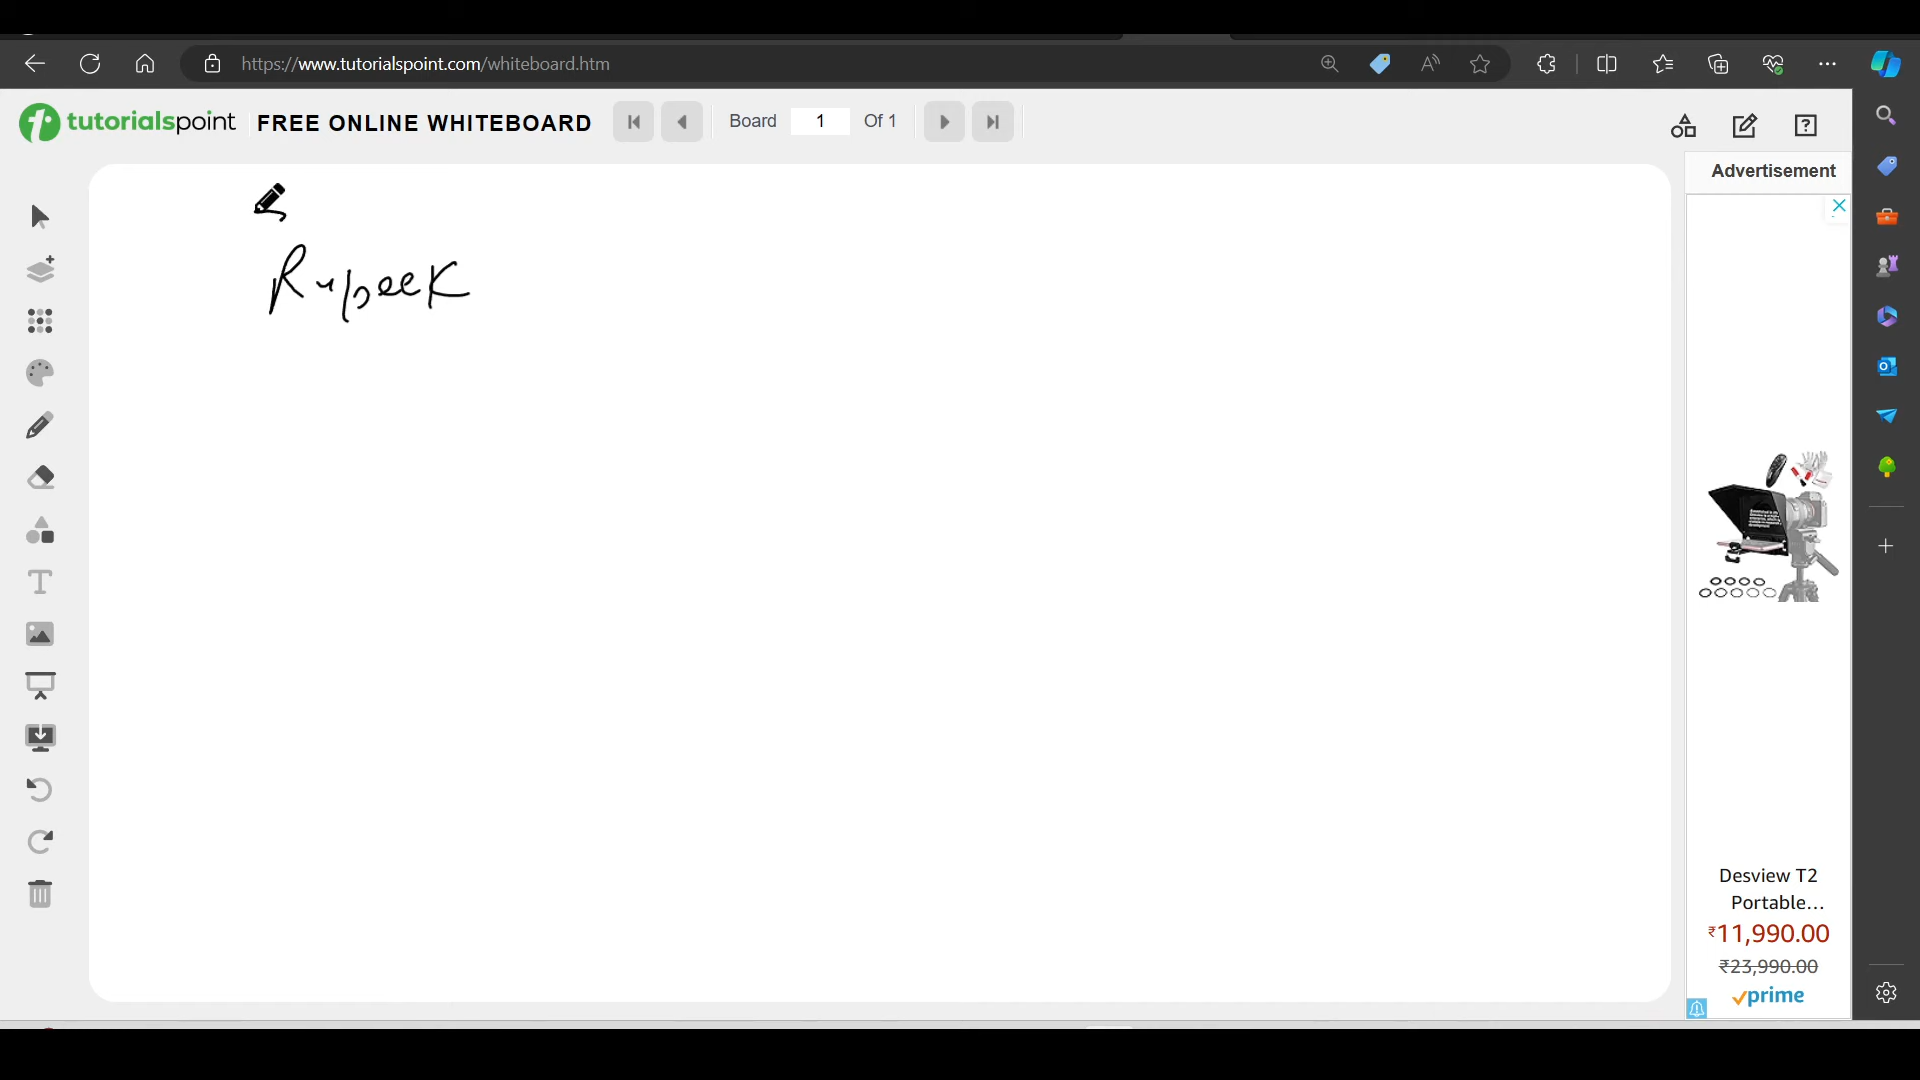 https://www.tutorialspoint.com/whiteboard.htm
tutorialspoint FREE ONLINE WHITEBOARD Board 1 Of 1
Advertisement
Rupeek
Desview T2
Portable...
₹11,990.00
₹23,990.00
prime